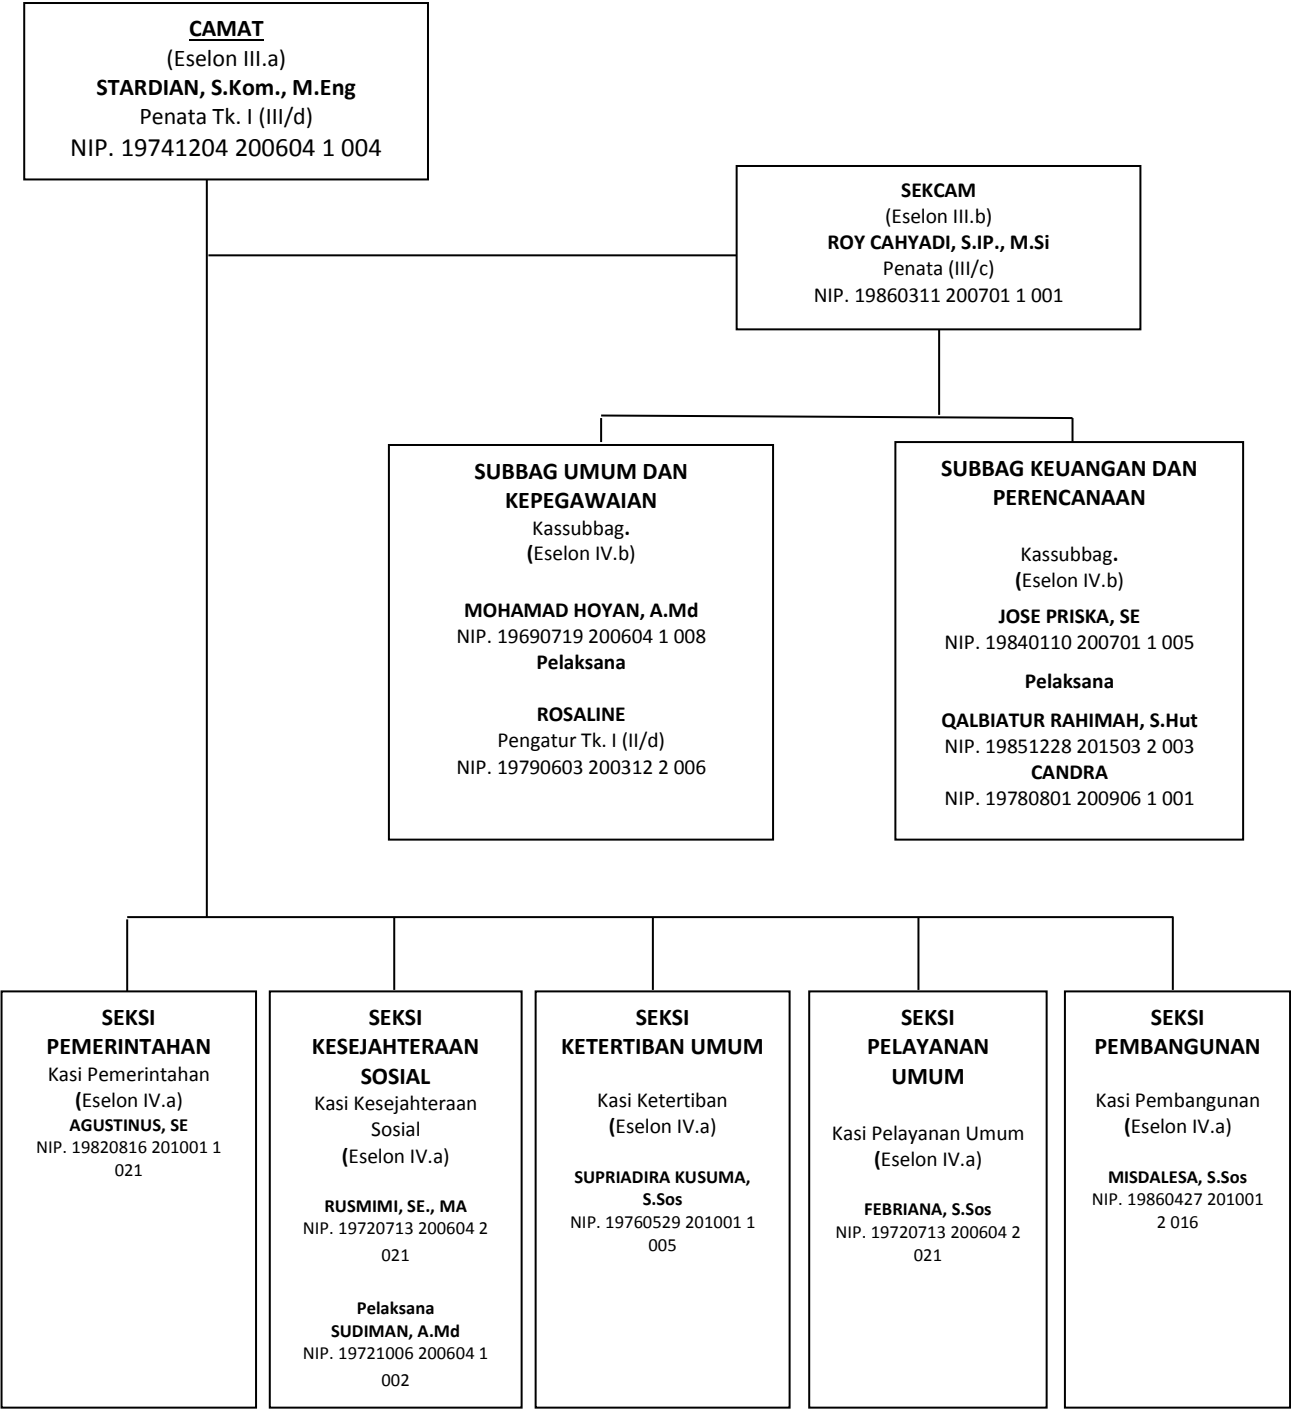 CAMAT
(Eselon III.a)
STARDIAN, S.Kom., M.Eng
Penata Tk. I (III/d)
NIP. 19741204 200604 1 004
SEKCAM
(Eselon III.b)
ROY CAHYADI, S.IP., M.Si
Penata (III/c)
NIP. 19860311 200701 1 001
SUBBAG UMUM DAN
KEPEGAWAIAN
Kassubbag.
(Eselon IV.b)
MOHAMAD HOYAN, A.Md
NIP. 19690719 200604 1 008
Pelaksana
ROSALINE
Pengatur Tk. I (II/d)
NIP. 19790603 200312 2 006
SUBBAG KEUANGAN DAN
PERENCANAAN
Kassubbag.
(Eselon IV.b)
JOSE PRISKA, SE
NIP. 19840110 200701 1 005
Pelaksana
QALBIATUR RAHIMAH, S.Hut
NIP. 19851228 201503 2 003
CANDRA
NIP. 19780801 200906 1 001
SEKSI
PEMERINTAHAN
Kasi Pemerintahan
(Eselon IV.a)
AGUSTINUS, SE
NIP. 19820816 201001 1
021
SEKSI
KESEJAHTERAAN
SOSIAL
Kasi Kesejahteraan
Sosial
(Eselon IV.a)
RUSMIMI, SE., MA
NIP. 19720713 200604 2
021
Pelaksana
SUDIMAN, A.Md
NIP. 19721006 200604 1
002
SEKSI
KETERTIBAN UMUM
Kasi Ketertiban
(Eselon IV.a)
SUPRIADIRA KUSUMA,
S.Sos
NIP. 19760529 201001 1
005
SEKSI
PELAYANAN
UMUM
Kasi Pelayanan Umum
(Eselon IV.a)
FEBRIANA, S.Sos
NIP. 19720713 200604 2
021
SEKSI
PEMBANGUNAN
Kasi Pembangunan
(Eselon IV.a)
MISDALESA, S.Sos
NIP. 19860427 201001
2 016